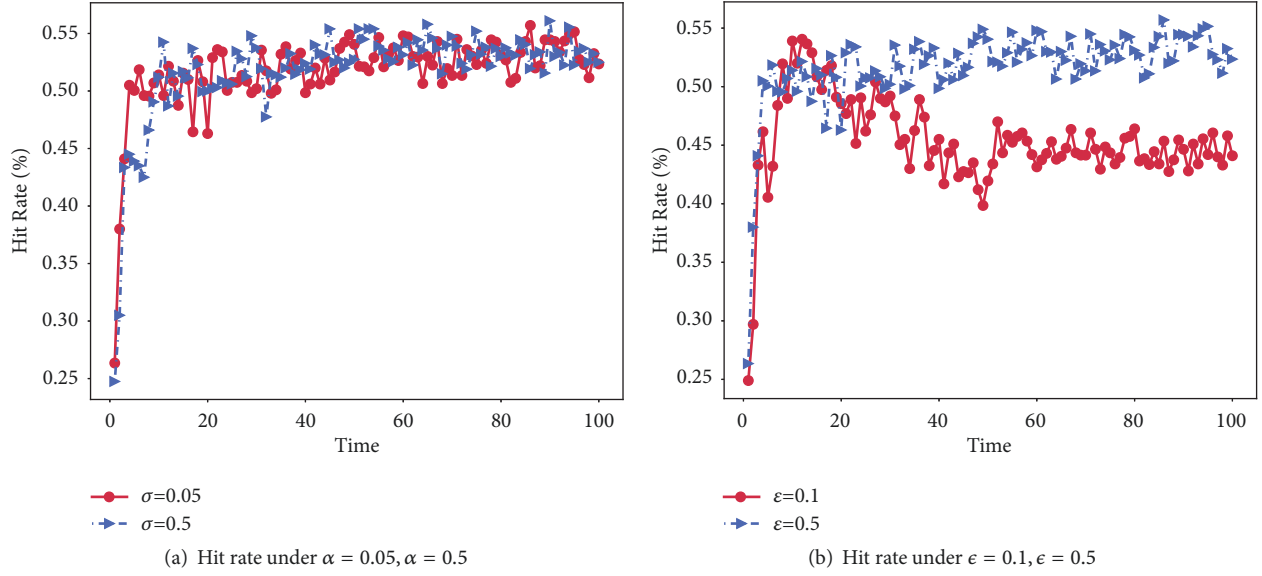 0.55
0.50
0.45
0.40
0.35
0.30
0.25
Hit Rate (%)
0 20 40 60 80 100
Time
σ=0.05
σ=0.5
(a) Hit rate under α = 0.05, α = 0.5
0.55
0.50
0.45
0.40
0.35
0.30
0.25
Hit Rate (%)
0 20 40 60 80 100
Time
ε=0.1
ε=0.5
(b) Hit rate under ϵ = 0.1, ϵ = 0.5